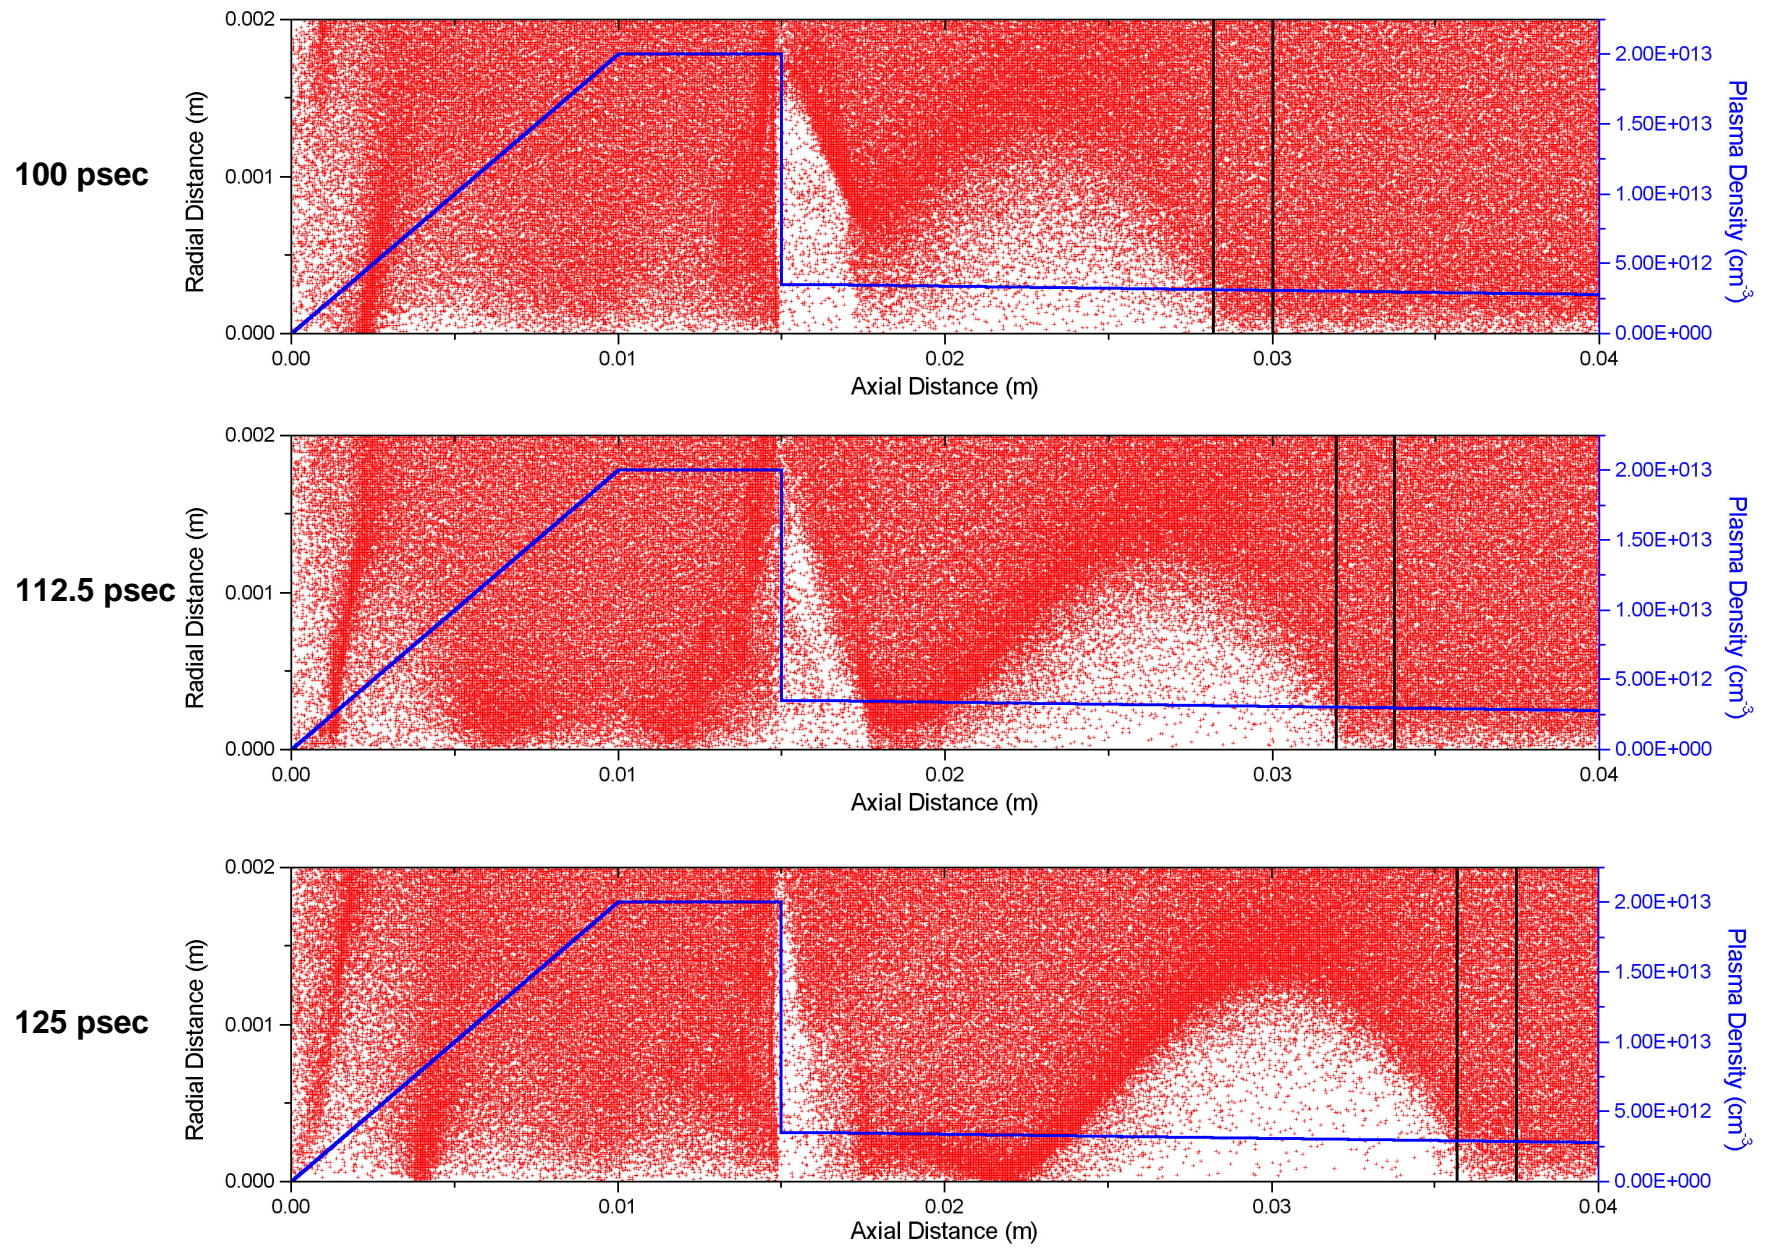 100 psec
Radial Distance (m)
0.002
0.001
0.000
0.00
0.01
0.02
0.03
0.04
Axial Distance (m)
2.00E+013
1.50E+013
1.00E+013
5.00E+012
0.00E+000
Plasma Density (cm-3)
112.5 psec
Radial Distance (m)
0.002
0.001
0.000
0.00
0.01
0.02
0.03
0.04
Axial Distance (m)
2.00E+013
1.50E+013
1.00E+013
5.00E+012
0.00E+000
Plasma Density (cm-3)
125 psec
Radial Distance (m)
0.002
0.001
0.000
0.00
0.01
0.02
0.03
0.04
Axial Distance (m)
2.00E+013
1.50E+013
1.00E+013
5.00E+012
0.00E+000
Plasma Density (cm-3)